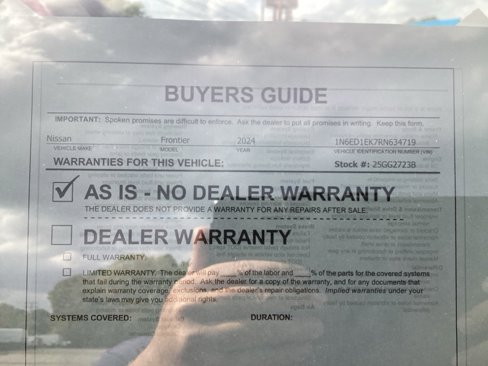 BUYERS GUIDE
IMPORTANT: Spoken promises are difficult to enforce. Ask the dealer to put all promises in writing. Keep this form.
Nissan Frontier 2024 1N6ED1EK7RN634719
VEHICLE MAKE MODEL YEAR VEHICLE IDENTIFICATION NUMBER (VIN)
WARRANTIES FOR THIS VEHICLE: Stock #: 25GG2723B
AS IS - NO DEALER WARRANTY
THE DEALER DOES NOT PROVIDE A WARRANTY FOR ANY REPAIRS AFTER SALE.
DEALER WARRANTY
FULL WARRANTY.
LIMITED WARRANTY. The dealer will pay ____% of the labor and ____% of the parts for the covered systems
that fail during the warranty period. Ask the dealer for a copy of the warranty, and for any documents that
explain warranty coverage, exclusions, and the dealer's repair obligations. Implied warranties under your
state's laws may give you additional rights.
SYSTEMS COVERED: DURATION: